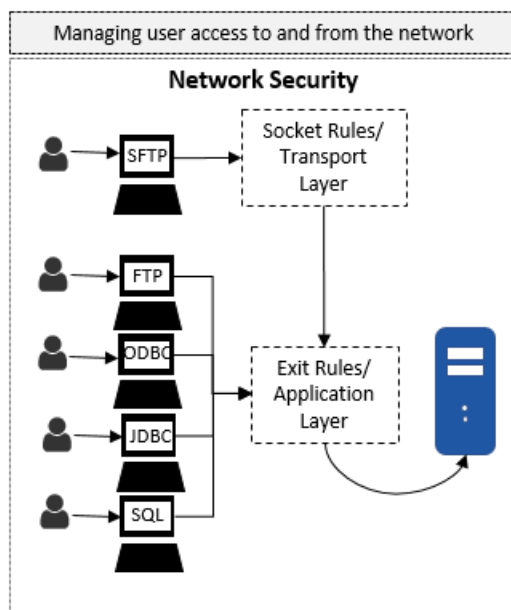 Managing user access to and from the network
Network Security
SFTP
Socket Rules/
Transport
Layer
FTP
ODBC
Exit Rules/
Application
Layer
JDBC
SQL